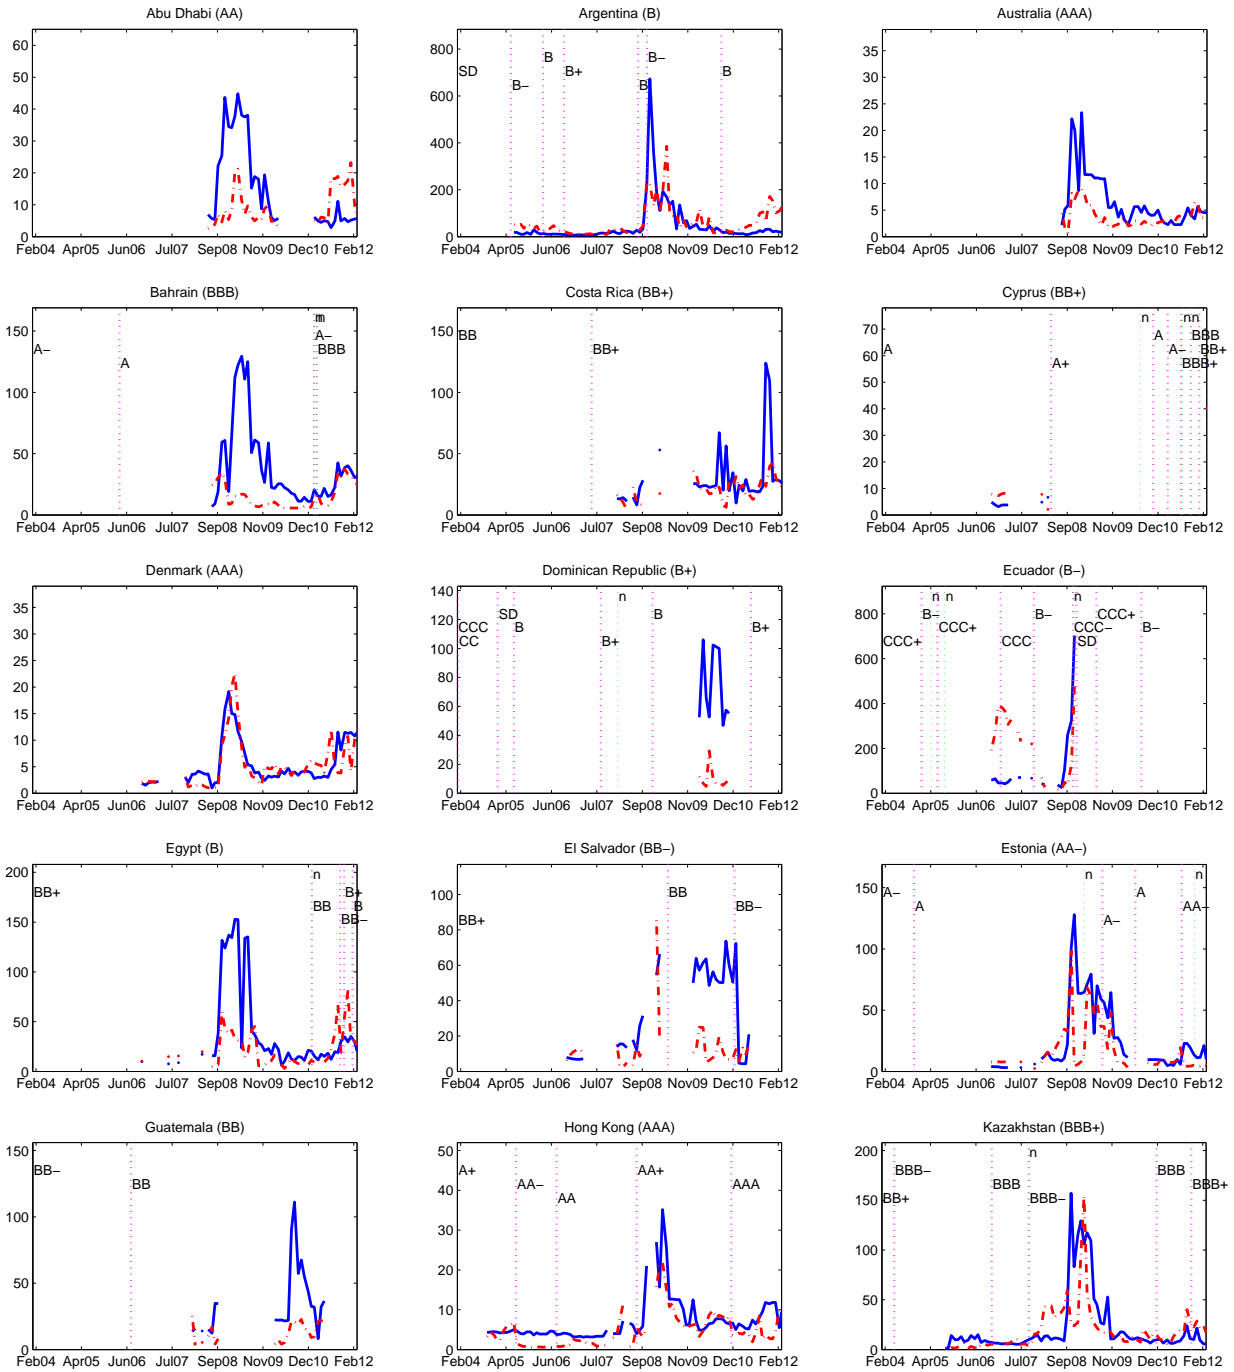 Abu Dhabi (AA)
60
50
40
30
20
10
0
Feb04 Apr05 Jun06 Jul07 Sep08 Nov09 Dec10 Feb12
Argentina (B)
800
600
400
200
0
SD
B−
B
B+
B
B−
B
Feb04 Apr05 Jun06 Jul07 Sep08 Nov09 Dec10 Feb12
Australia (AAA)
35
30
25
20
15
10
5
0
Feb04 Apr05 Jun06 Jul07 Sep08 Nov09 Dec10 Feb12
Bahrain (BBB)
150
100
50
0
A−
A
n
A−
BBB
Feb04 Apr05 Jun06 Jul07 Sep08 Nov09 Dec10 Feb12
Costa Rica (BB+)
150
100
50
0
BB
BB+
Feb04 Apr05 Jun06 Jul07 Sep08 Nov09 Dec10 Feb12
Cyprus (BB+)
70
60
50
40
30
20
10
0
A
A+
n
A
A−
n
BBB+
n
BBB
BB+
Feb04 Apr05 Jun06 Jul07 Sep08 Nov09 Dec10 Feb12
Denmark (AAA)
35
30
25
20
15
10
5
0
Feb04 Apr05 Jun06 Jul07 Sep08 Nov09 Dec10 Feb12
Dominican Republic (B+)
140
120
100
80
60
40
20
0
CCC
CC
SD
B
B+
n
B
B+
Feb04 Apr05 Jun06 Jul07 Sep08 Nov09 Dec10 Feb12
Ecuador (B−)
800
600
400
200
0
CCC+
B−
n
CCC+
n
CCC
B−
n
CCC−
SD
CCC+
B−
Feb04 Apr05 Jun06 Jul07 Sep08 Nov09 Dec10 Feb12
Egypt (B)
200
150
100
50
0
BB+
n
BB
BB−
B+
B
Feb04 Apr05 Jun06 Jul07 Sep08 Nov09 Dec10 Feb12
El Salvador (BB−)
100
80
60
40
20
0
BB+
BB
BB−
Feb04 Apr05 Jun06 Jul07 Sep08 Nov09 Dec10 Feb12
Estonia (AA−)
150
100
50
0
A−
A
n
A−
A
AA−
n
Feb04 Apr05 Jun06 Jul07 Sep08 Nov09 Dec10 Feb12
Guatemala (BB)
150
100
50
0
BB−
BB
Feb04 Apr05 Jun06 Jul07 Sep08 Nov09 Dec10 Feb12
Hong Kong (AAA)
50
40
30
20
10
0
A+
AA−
AA
AA+
AAA
Feb04 Apr05 Jun06 Jul07 Sep08 Nov09 Dec10 Feb12
Kazakhstan (BBB+)
200
150
100
50
0
BB+
BBB−
BBB
n
BBB−
BBB
BBB+
Feb04 Apr05 Jun06 Jul07 Sep08 Nov09 Dec10 Feb12